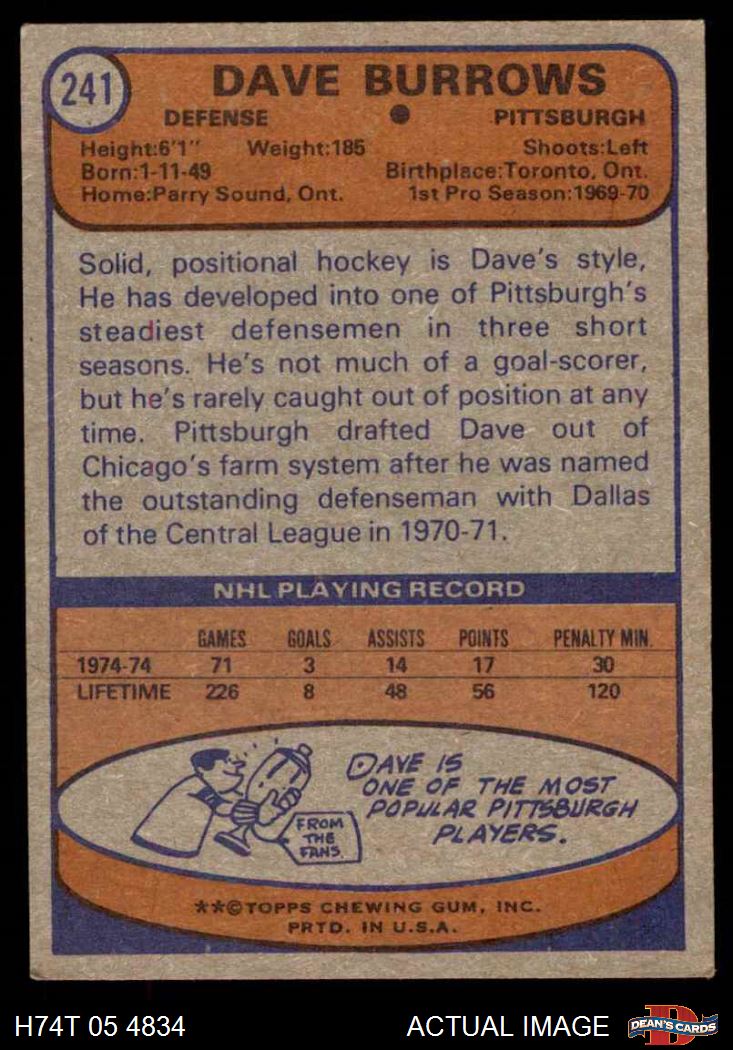 241
DAVE BURROWS
DEFENSE ● PITTSBURGH
Height:6'1" Weight:185 Shoots:Left
Born:1-11-49 Birthplace:Toronto, Ont.
Home:Parry Sound, Ont. 1st Pro Season:1969-70
Solid, positional hockey is Dave's style,
He has developed into one of Pittsburgh's
steadiest defensemen in three short
seasons. He's not much of a goal-scorer,
but he's rarely caught out of position at any
time. Pittsburgh drafted Dave out of
Chicago's farm system after he was named
the outstanding defenseman with Dallas
of the Central League in 1970-71.
NHL PLAYING RECORD
GAMES GOALS ASSISTS POINTS PENALTY MIN.
1974-74 71 3 14 17 30
LIFETIME 226 8 48 56 120
DAVE IS
ONE OF THE MOST
POPULAR PITTSBURGH
PLAYERS.
FROM
THE
FANS.
**©TOPPS CHEWING GUM, INC.
PRTD. IN U.S.A.
H74T 05 4834 ACTUAL IMAGE
D
DEAN'S CARDS